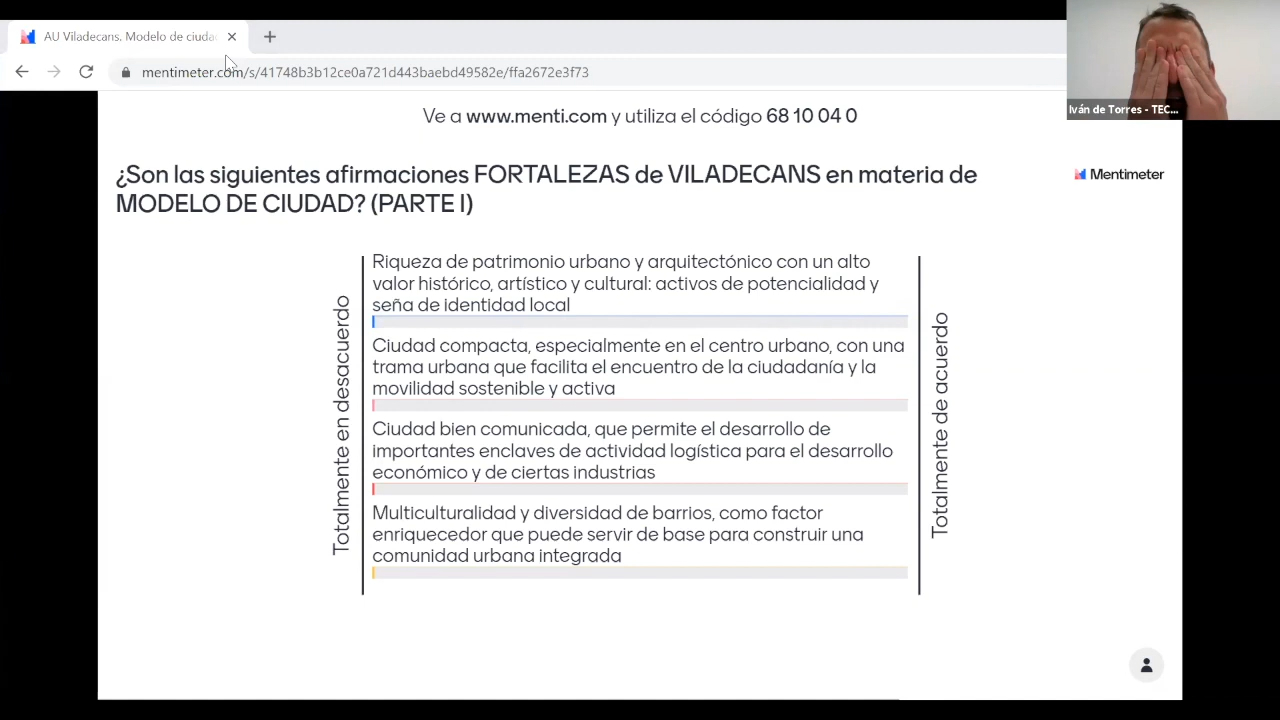 AU Viladecans. Modelo de ciuda
mentimeter.com/s/41748b3b12ce0a721d443baebd49582e/ffa2672e3f73
Iván de Torres - TEC...
Ve a www.menti.com y utiliza el código 68 10 04 0
¿Son las siguientes afirmaciones FORTALEZAS de VILADECANS en materia de
MODELO DE CIUDAD? (PARTE I)
Mentimeter
Totalmente en desacuerdo
Riqueza de patrimonio urbano y arquitectónico con un alto
valor histórico, artístico y cultural: activos de potencialidad y
seña de identidad local
Ciudad compacta, especialmente en el centro urbano, con una
trama urbana que facilita el encuentro de la ciudadanía y la
movilidad sostenible y activa
Ciudad bien comunicada, que permite el desarrollo de
importantes enclaves de actividad logística para el desarrollo
económico y de ciertas industrias
Multiculturalidad y diversidad de barrios, como factor
enriquecedor que puede servir de base para construir una
comunidad urbana integrada
Totalmente de acuerdo